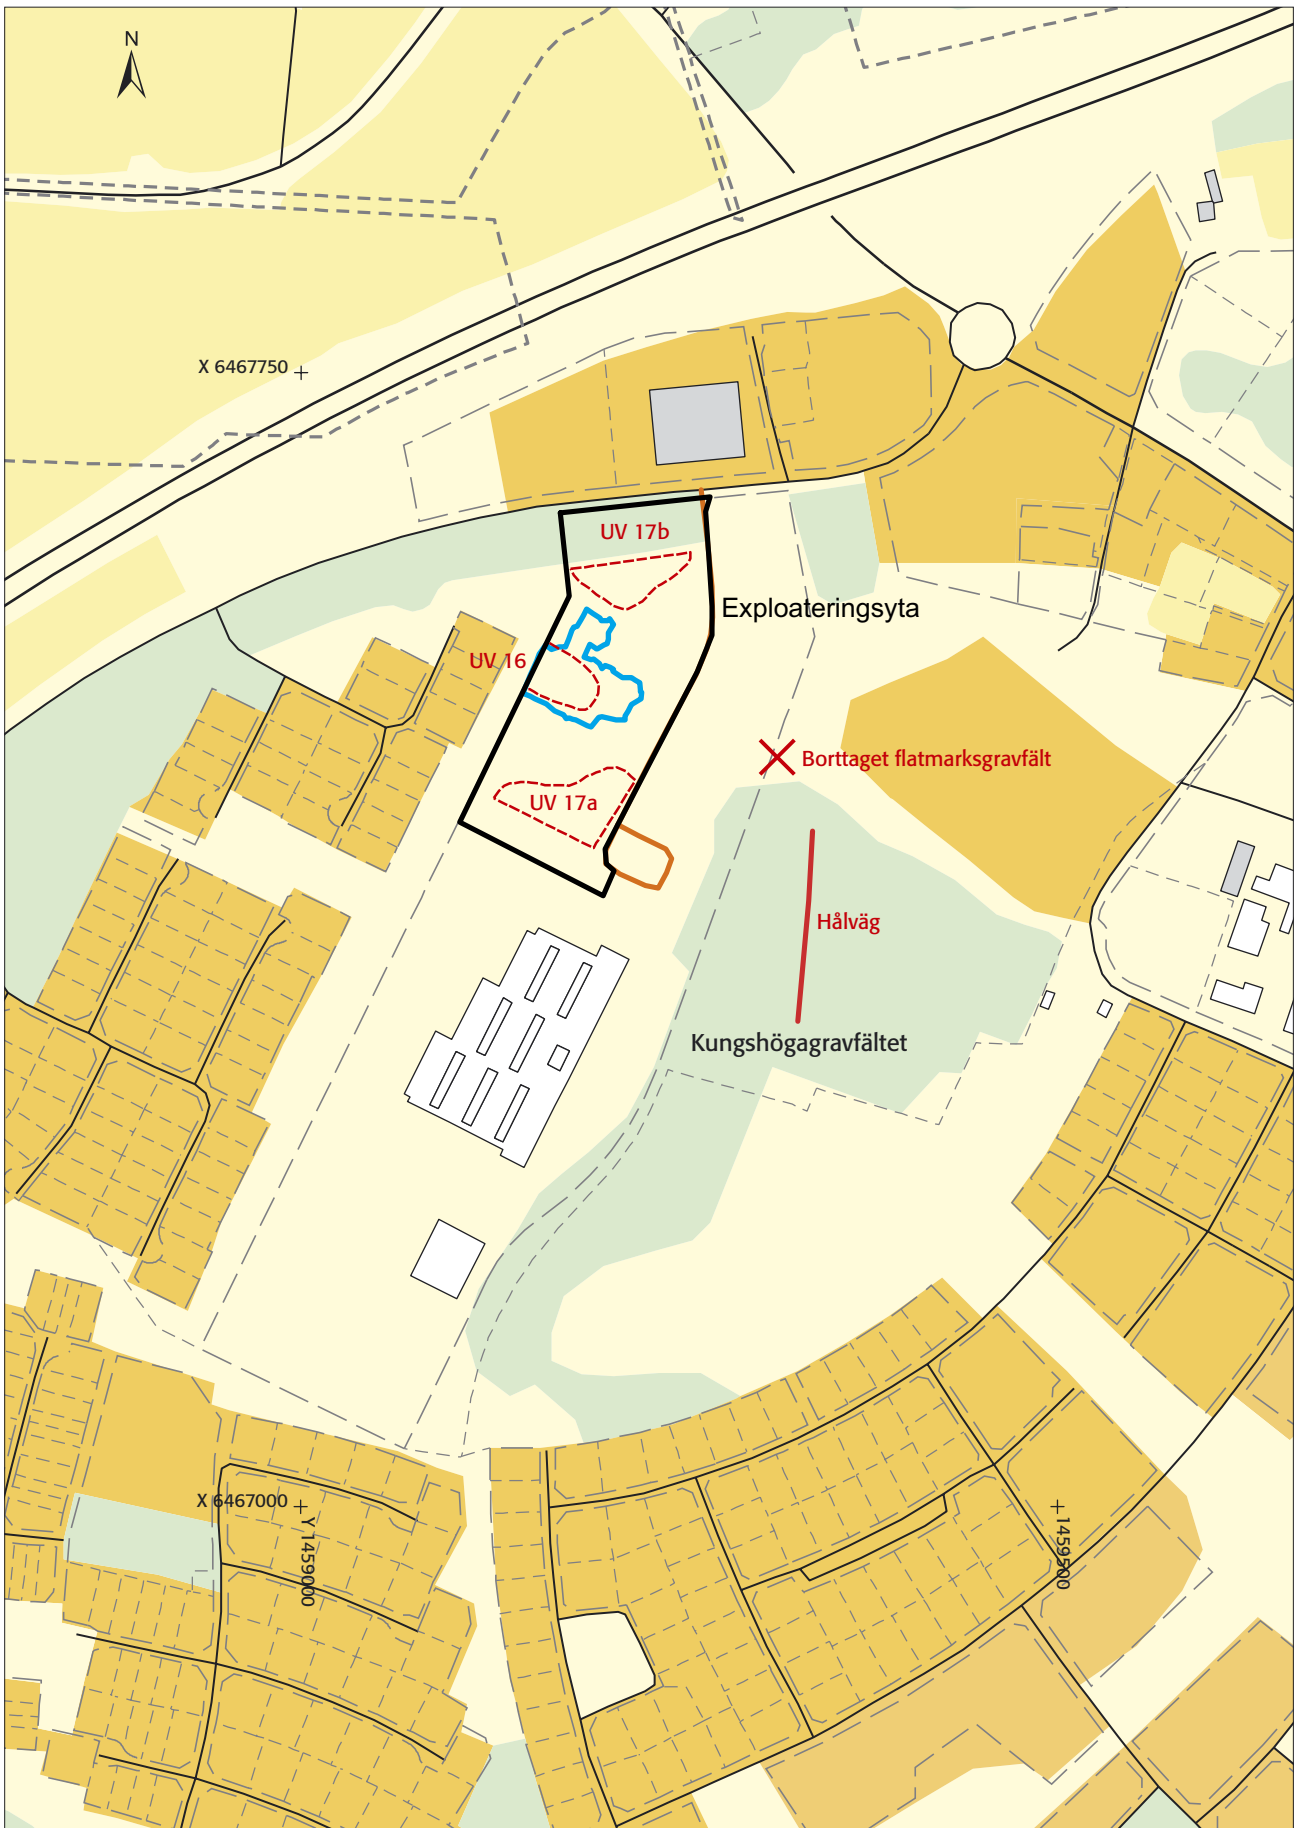 N
X 6467750
UV 17b
Exploateringsyta
UV 16
Borttaget flatmarksgravfält
UV 17a
Hålväg
Kungshögagravfältet
X 6467000
Y 1459000
1459500